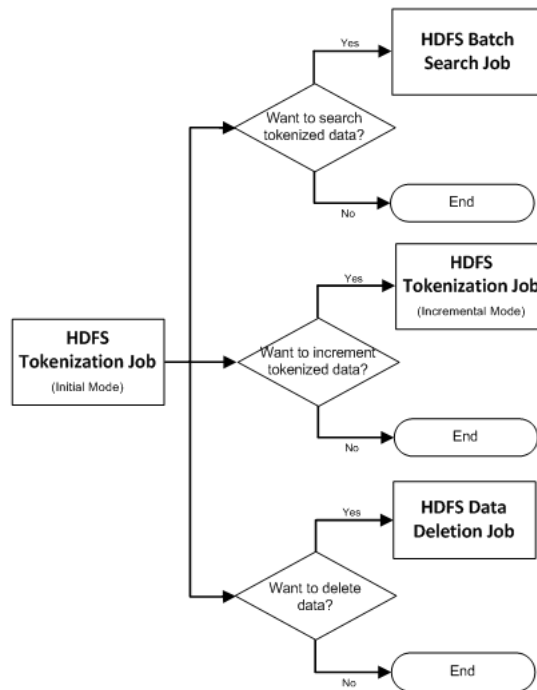 Yes
HDFS Batch
Search Job
Want to search
tokenized data?
No
End
HDFS
Tokenization Job
(Initial Mode)
Yes
HDFS
Tokenization Job
(Incremental Mode)
Want to increment
tokenized data?
No
End
Yes
HDFS Data
Deletion Job
Want to delete
data?
No
End